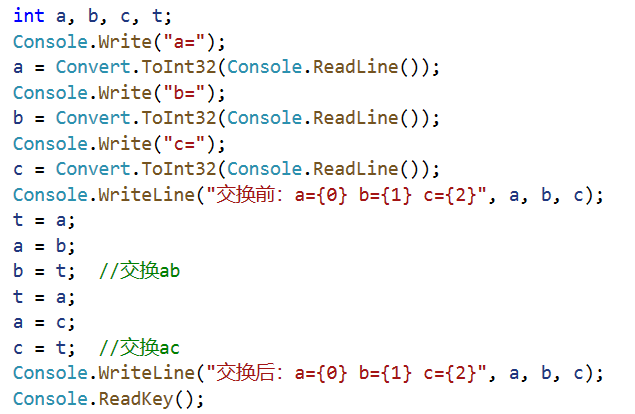 int a, b, c, t;
Console.Write("a=");
a = Convert.ToInt32(Console.ReadLine());
Console.Write("b=");
b = Convert.ToInt32(Console.ReadLine());
Console.Write("c=");
c = Convert.ToInt32(Console.ReadLine());
Console.WriteLine("交换前：a={0} b={1} c={2}", a, b, c);
t = a;
a = b;
b = t;  //交换ab
t = a;
a = c;
c = t;  //交换ac
Console.WriteLine("交换后：a={0} b={1} c={2}", a, b, c);
Console.ReadKey();